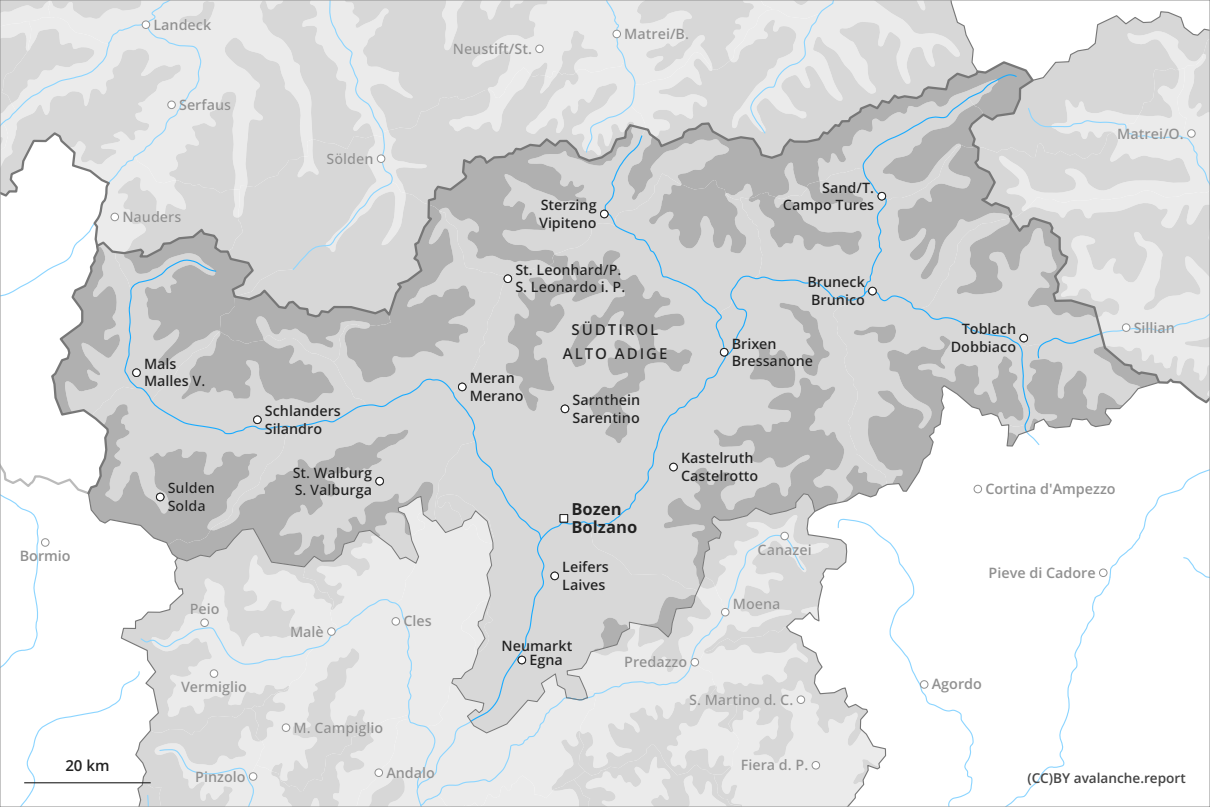 Landeck
Matrei/B.
Neustift/St.
Serfaus
Matrei/O.
Sölden
Sand/T.
Campo Tures
Sterzing
Vipiteno
Nauders
St. Leonhard/P.
S. Leonardo i. P.
Bruneck
Brunico
SÜDTIROL
ALTO ADIGE
Toblach
Dobbiaco
Sillian
Brixen
Bressanone
Mals
Malles V.
Meran
Merano
Sarnthein
Sarentino
Schlanders
Silandro
Kastelruth
Castelrotto
St. Walburg
S. Valburga
Sulden
Solda
Cortina d'Ampezzo
Bozen
Bolzano
Bormio
Canazei
Leifers
Laives
Pieve di Cadore
Peio
Moena
Malè
Cles
Neumarkt
Egna
Predazzo
Vermiglio
Agordo
S. Martino d. C.
M. Campiglio
Fiera d. P.
20 km
Pinzolo
Andalo
(CC)BY avalanche.report